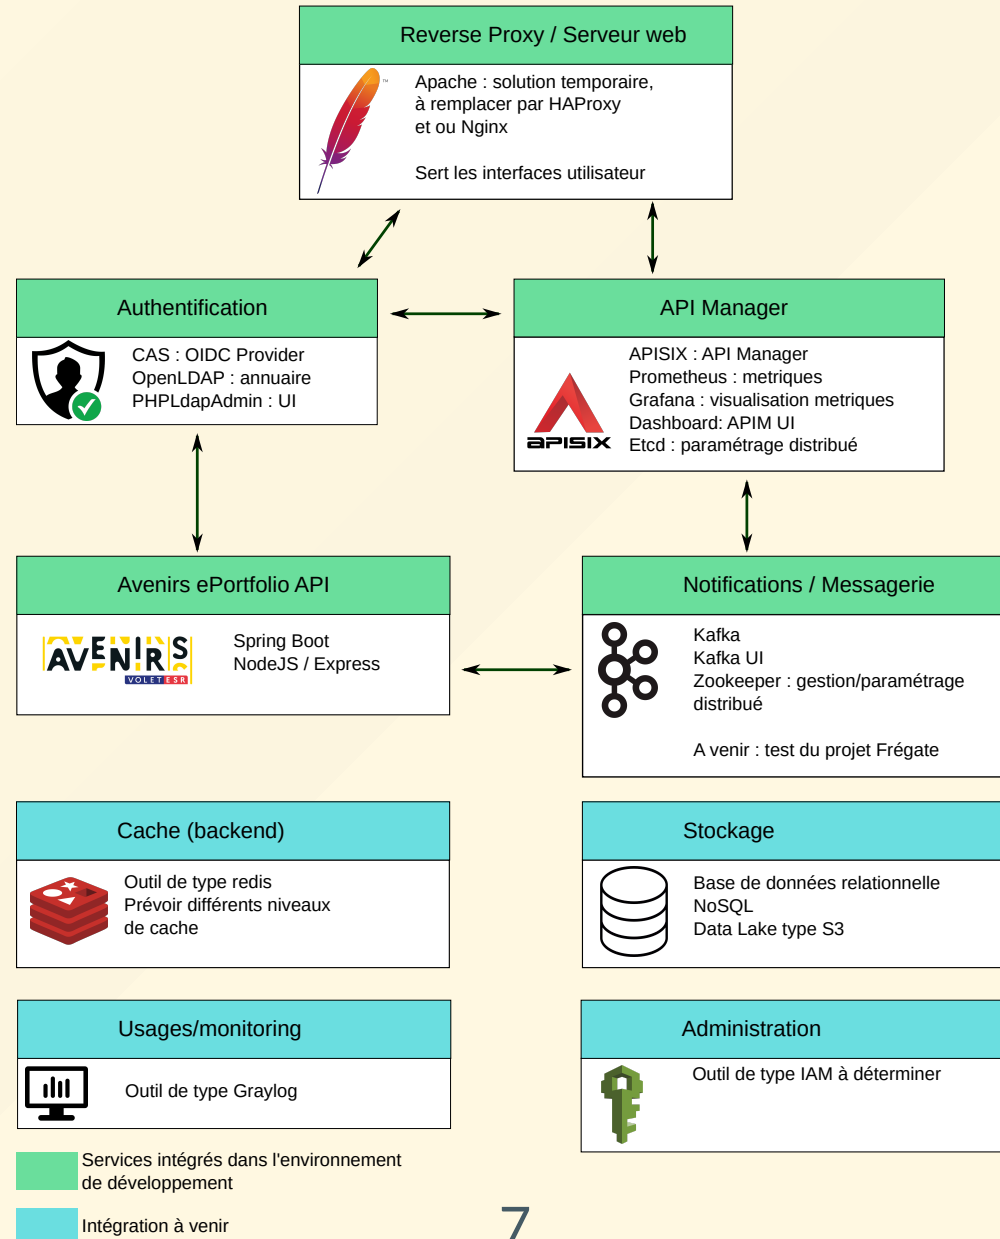 Reverse Proxy / Serveur web
Apache : solution temporaire,
à remplacer par HAProxy
et ou Nginx
Sert les interfaces utilisateur
TM
Authentification
CAS : OIDC Provider
OpenLDAP : annuaire
PHPLdapAdmin : UI
API Manager
APISIX : API Manager
Prometheus : metriques
Grafana : visualisation metriques
Dashboard: APIM UI
Etcd : paramétrage distribué
APISIX
Avenirs ePortfolio API
AVENIRS
VOLET ESR
Spring Boot
NodeJS / Express
Notifications / Messagerie
Kafka
Kafka UI
Zookeeper : gestion/paramétrage
distribué
A venir : test du projet Frégate
Cache (backend)
Outil de type redis
Prévoir différents niveaux
de cache
Stockage
Base de données relationnelle
NoSQL
Data Lake type S3
Usages/monitoring
Outil de type Graylog
Administration
Outil de type IAM à déterminer
Services intégrés dans l'environnement
de développement
Intégration à venir
7